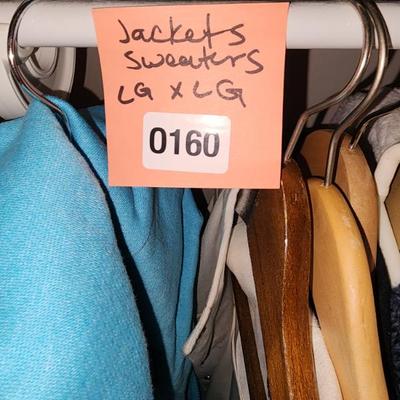 Jackets
Sweaters
LG X LG
0160